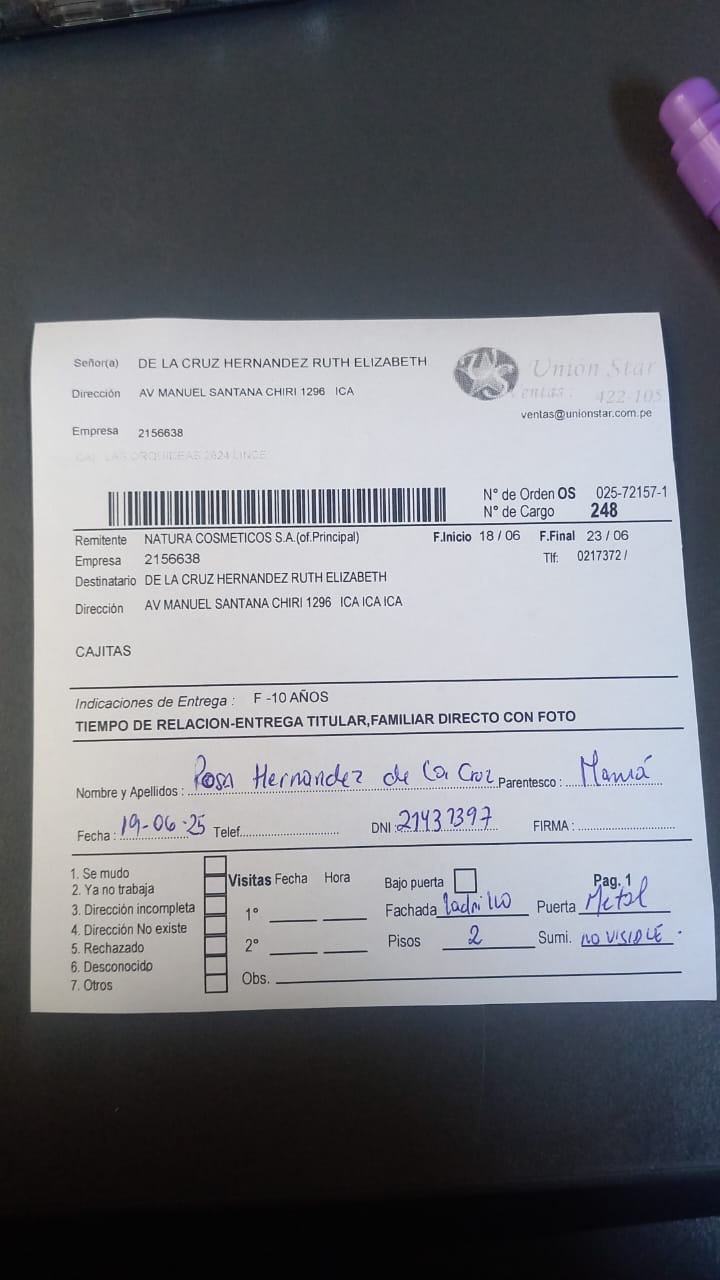 Señor(a) DE LA CRUZ HERNANDEZ RUTH ELIZABETH
Dirección AV MANUEL SANTANA CHIRI 1296 ICA
Empresa 2156638
CAL LAS ORQUIDEAS 2624 LINCE
Unión Star
Ventas: 422-105
ventas@unionstar.com.pe
N° de Orden OS 025-72157-1
N° de Cargo 248
Remitente NATURA COSMETICOS S.A.(of.Principal) F.Inicio 18 / 06 F.Final 23 / 06
Empresa 2156638 Tlf: 0217372 /
Destinatario DE LA CRUZ HERNANDEZ RUTH ELIZABETH
Dirección AV MANUEL SANTANA CHIRI 1296 ICA ICA ICA
CAJITAS
Indicaciones de Entrega : F -10 AÑOS
TIEMPO DE RELACION-ENTREGA TITULAR,FAMILIAR DIRECTO CON FOTO
Nombre y Apellidos : Rosa Hernandez de la Cruz Parentesco : Mamá
Fecha : 19-06-25 Telef. DNI : 21437397 FIRMA :
1. Se mudo
2. Ya no trabaja
3. Dirección incompleta
4. Dirección No existe
5. Rechazado
6. Desconocido
7. Otros
Visitas Fecha Hora
1°
2°
Obs.
Bajo puerta Pag. 1
Fachada ladrillo Puerta Metal
Pisos 2 Sumi. NO VISIBLE.